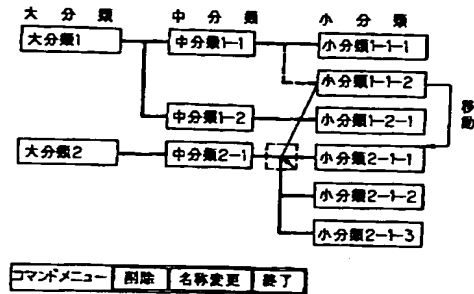 大分類 中分類 小分類
大分類1 中分類1-1 小分類1-1-1
小分類1-1-2
移動
中分類1-2 小分類1-2-1
大分類2 中分類2-1 小分類2-1-1
小分類2-1-2
小分類2-1-3
コマンドメニュー 削除 名称変更 終了